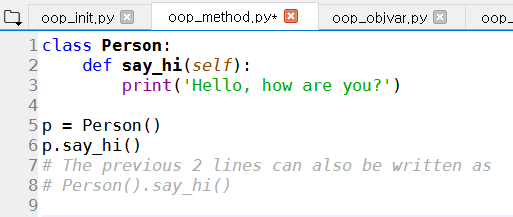 oop_init.py oop_method.py* oop_objvar.py oop_
1 class Person:
2     def say_hi(self):
3         print('Hello, how are you?')
4
5 p = Person()
6 p.say_hi()
7 # The previous 2 lines can also be written as
8 # Person().say_hi()
9